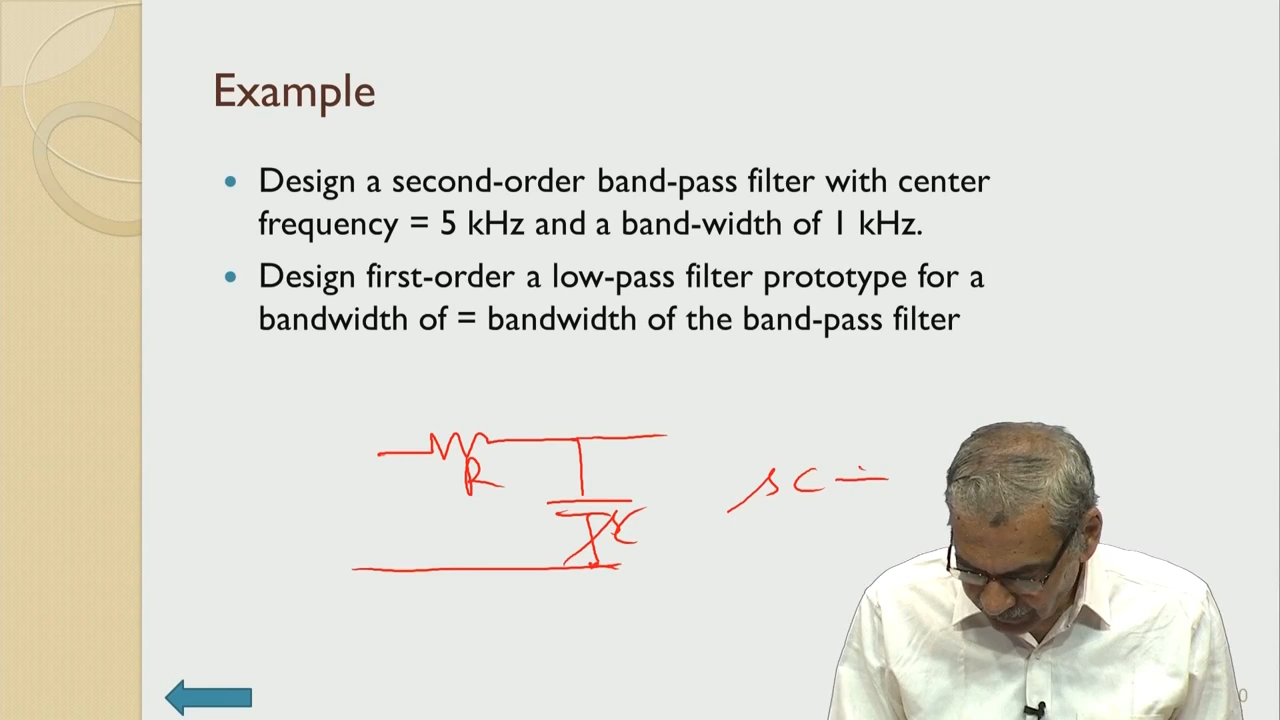 Example
Design a second-order band-pass filter with center
frequency = 5 kHz and a band-width of 1 kHz.
Design first-order a low-pass filter prototype for a
bandwidth of = bandwidth of the band-pass filter
R
sc =
0